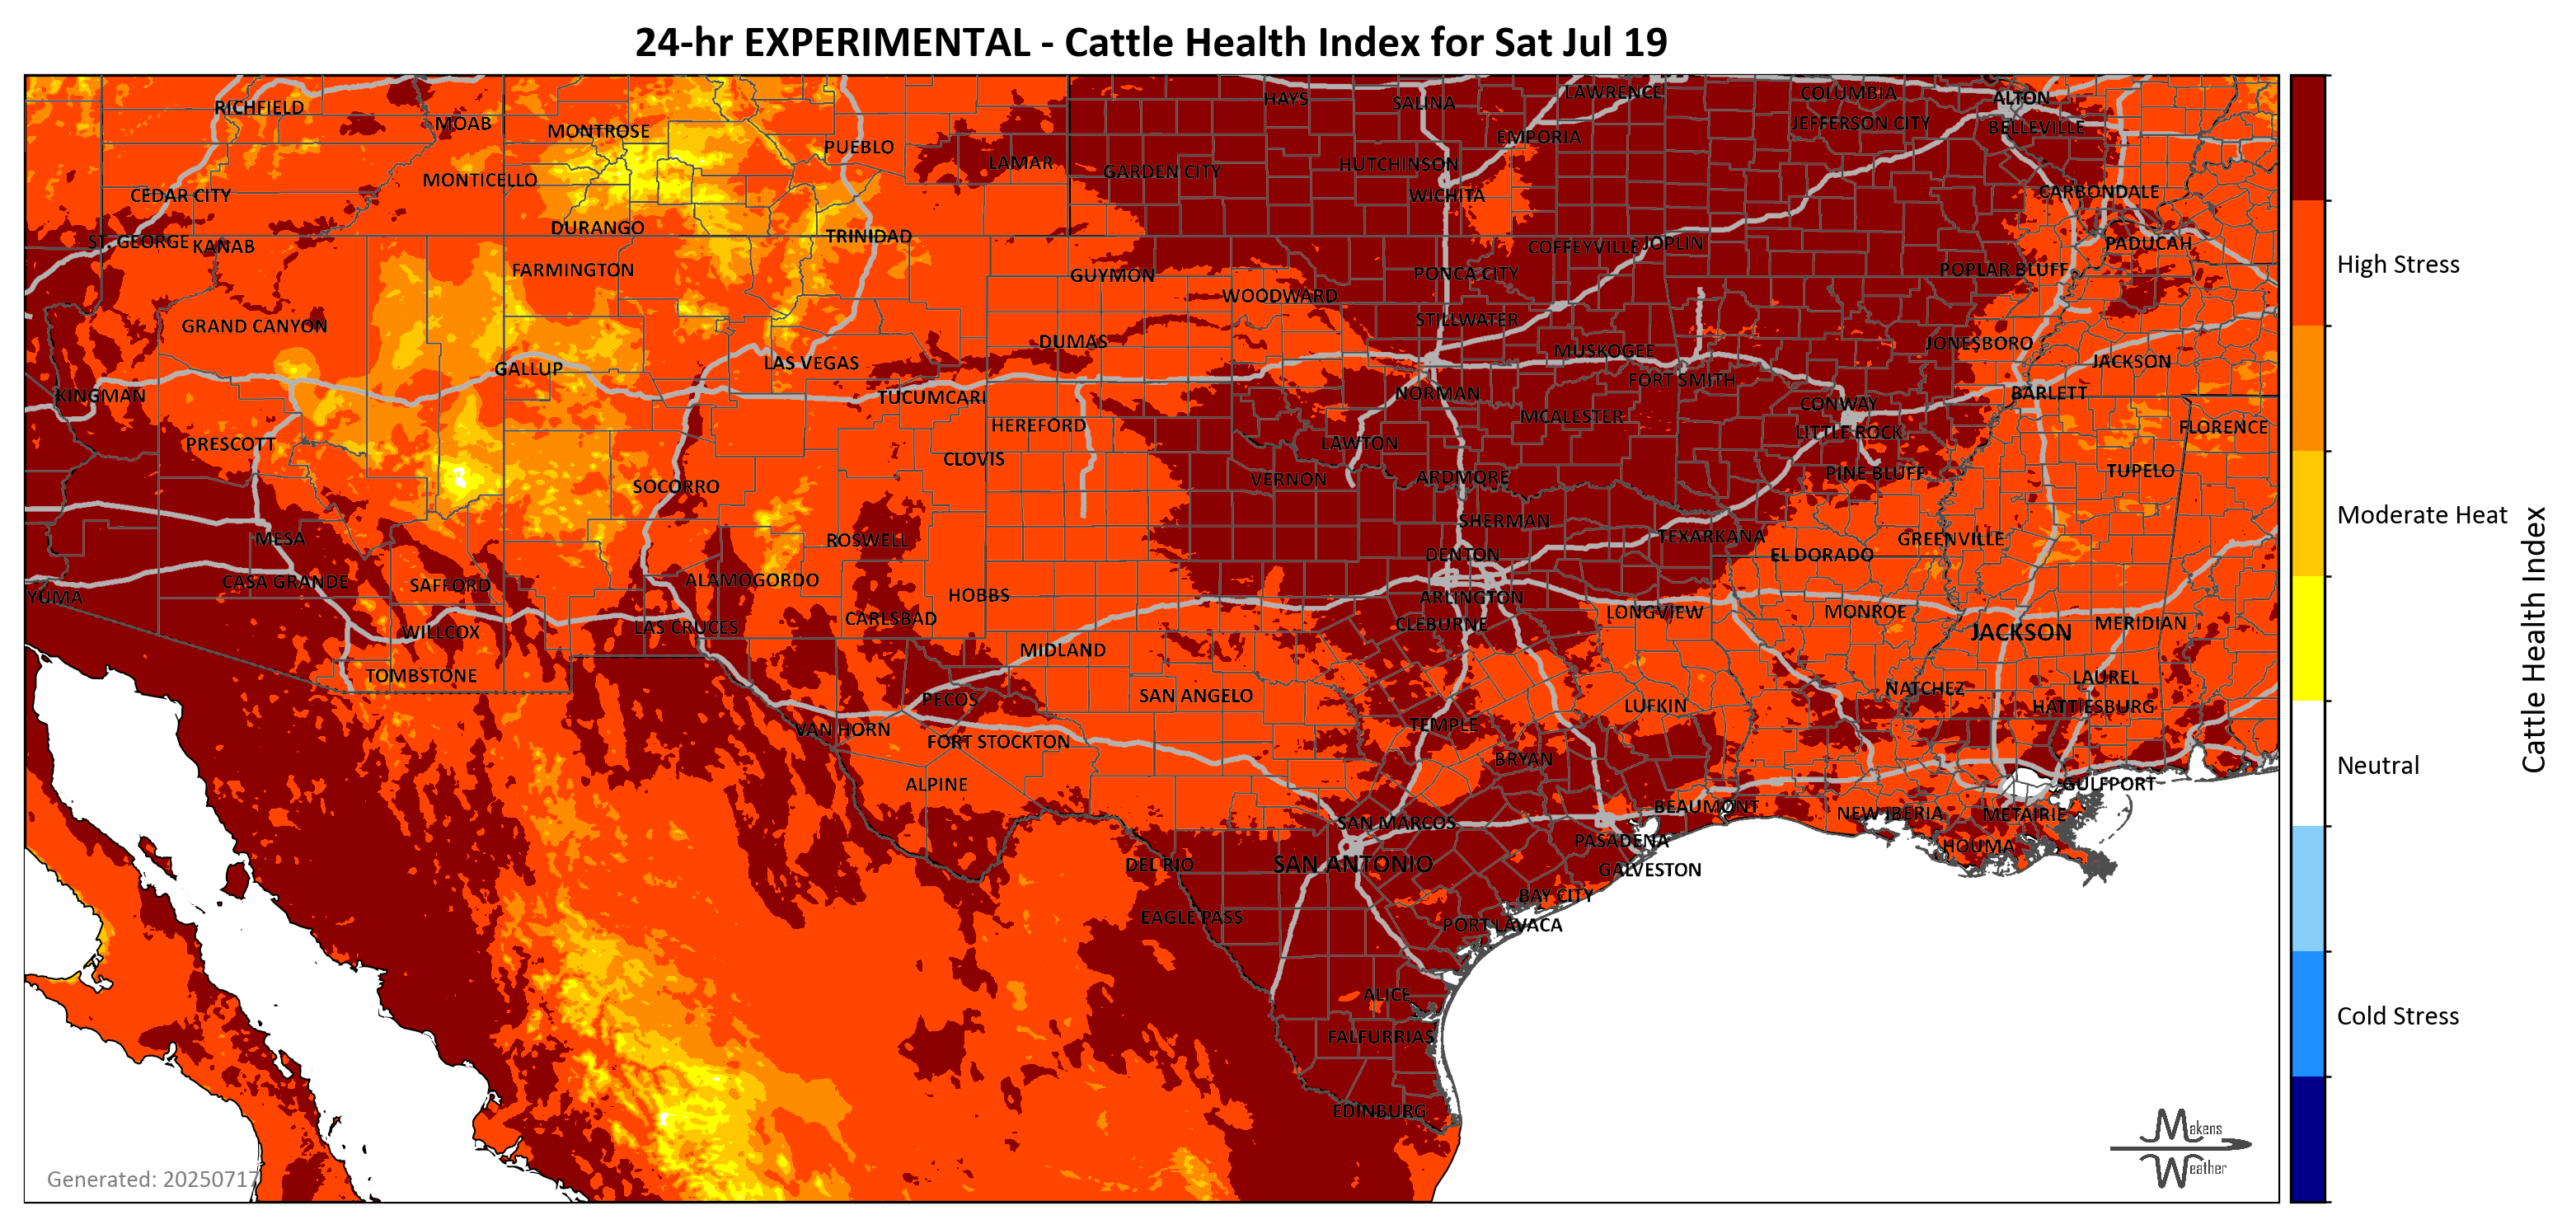 24-hr EXPERIMENTAL - Cattle Health Index for Sat Jul 19
RICHFIELD
MOAB
MONTROSE
PUEBLO
LAMAR
HAYS
SALINA
LAWRENCE
COLUMBIA
ALTON
EMPORIA
JEFFERSON CITY
BELLEVILLE
CEDAR CITY
MONTICELLO
GARDEN CITY
HUTCHINSON
WICHITA
CARBONDALE
ST. GEORGE
KANAB
DURANGO
TRINIDAD
COFFEYVILLE
JOPLIN
PADUCAH
FARMINGTON
GUYMON
PONCA CITY
POPLAR BLUFF
WOODWARD
GRAND CANYON
STILLWATER
DUMAS
MUSKOGEE
JONESBORO
GALLUP
LAS VEGAS
JACKSON
KINGMAN
TUCUMCARI
NORMAN
FORT SMITH
BARLETT
HEREFORD
MCALESTER
CONWAY
FLORENCE
PRESCOTT
LAWTON
LITTLE ROCK
CLOVIS
VERNON
ARDMORE
PINE BLUFF
TUPELO
SOCORRO
SHERMAN
MESA
ROSWELL
DENTON
TEXARKANA
EL DORADO
GREENVILLE
CASA GRANDE
SAFFORD
ALAMOGORDO
YUMA
HOBBS
ARLINGTON
CARLSBAD
LONGVIEW
MONROE
WILLCOX
LAS CRUCES
CLEBURNE
JACKSON
MERIDIAN
MIDLAND
TOMBSTONE
PECOS
SAN ANGELO
NATCHEZ
LAUREL
VAN HORN
TEMPLE
LUFKIN
HATTIESBURG
FORT STOCKTON
BRYAN
ALPINE
GULFPORT
BEAUMONT
NEW IBERIA
METAIRIE
SAN MARCOS
PASADENA
HOUMA
DEL RIO
SAN ANTONIO
GALVESTON
BAY CITY
EAGLE PASS
PORT LAVACA
ALICE
FALFURRIAS
EDINBURG
Generated: 20250717
Makens
Weather
High Stress
Moderate Heat
Neutral
Cold Stress
Cattle Health Index